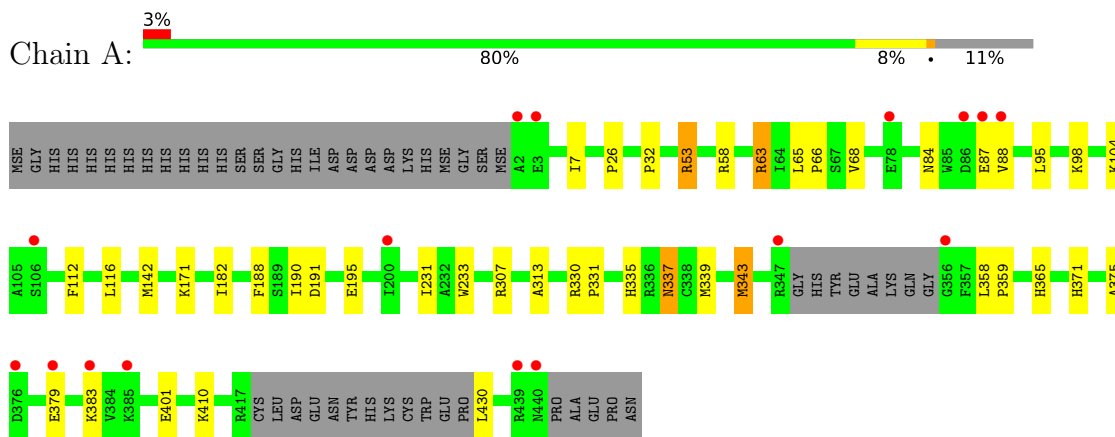 3%
Chain A:
80% 8% • 11%
MSE GLY HIS HIS HIS HIS HIS HIS HIS HIS HIS HIS SER SER GLY HIS ILE ASP ASP ASP ASP LYS HIS MSE GLY SER MSE A2 E3 I7 P26 P32 R53 R58 R63 I64 L65 P66 S67 V68 E78 N84 W85 D86 E87 V88 L95 K98 K104
A105 S106 F112 L116 M142 K171 I182 F188 S189 I190 D191 E195 I200 I231 A232 W233 R307 A313 R330 P331 H335 R336 N337 C338 M339 M343 R347 GLY HIS TYR GLU ALA LYS GLN GLY G356 F357 L358 P359 H365 H371 A375
D376 E379 K383 V384 K385 E401 K410 R417 CYS LEU ASP GLU ASN TYR HIS LYS CYS TRP GLU PRO L430 R439 N440 PRO ALA GLU PRO ASN